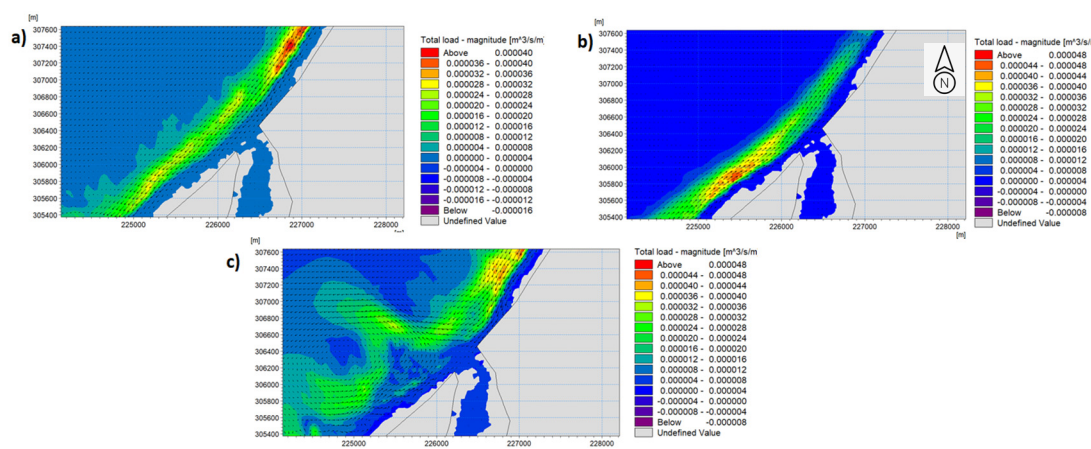 a)
[m]
307600
307400
307200
307000
306800
306600
306400
306200
306000
305800
305600
305400
225000 226000 227000 228000
[m]
Total load - magnitude [m^3/s/m]
Above 0.000040
0.000036 - 0.000040
0.000032 - 0.000036
0.000028 - 0.000032
0.000024 - 0.000028
0.000020 - 0.000024
0.000016 - 0.000020
0.000012 - 0.000016
0.000008 - 0.000012
0.000004 - 0.000008
0.000000 - 0.000004
-0.000004 - 0.000000
-0.000008 - -0.000004
-0.000012 - -0.000008
-0.000016 - -0.000012
Below -0.000016
Undefined Value
b)
[m]
307600
307400
307200
307000
306800
306600
306400
306200
306000
305800
305600
305400
225000 226000 227000 228000
[m]
N
Total load - magnitude [m^3/s/
Above 0.000048
0.000044 - 0.000048
0.000040 - 0.000044
0.000036 - 0.000040
0.000032 - 0.000036
0.000028 - 0.000032
0.000024 - 0.000028
0.000020 - 0.000024
0.000016 - 0.000020
0.000012 - 0.000016
0.000008 - 0.000012
0.000004 - 0.000008
0.000000 - 0.000004
-0.000004 - 0.000000
-0.000008 - -0.000004
Below -0.000008
Undefined Value
c)
[m]
307600
307400
307200
307000
306800
306600
306400
306200
306000
305800
305600
305400
225000 226000 227000 228000
Total load - magnitude [m^3/s/m
Above 0.000048
0.000044 - 0.000048
0.000040 - 0.000044
0.000036 - 0.000040
0.000032 - 0.000036
0.000028 - 0.000032
0.000024 - 0.000028
0.000020 - 0.000024
0.000016 - 0.000020
0.000012 - 0.000016
0.000008 - 0.000012
0.000004 - 0.000008
0.000000 - 0.000004
-0.000004 - 0.000000
-0.000008 - -0.000004
Below -0.000008
Undefined Value